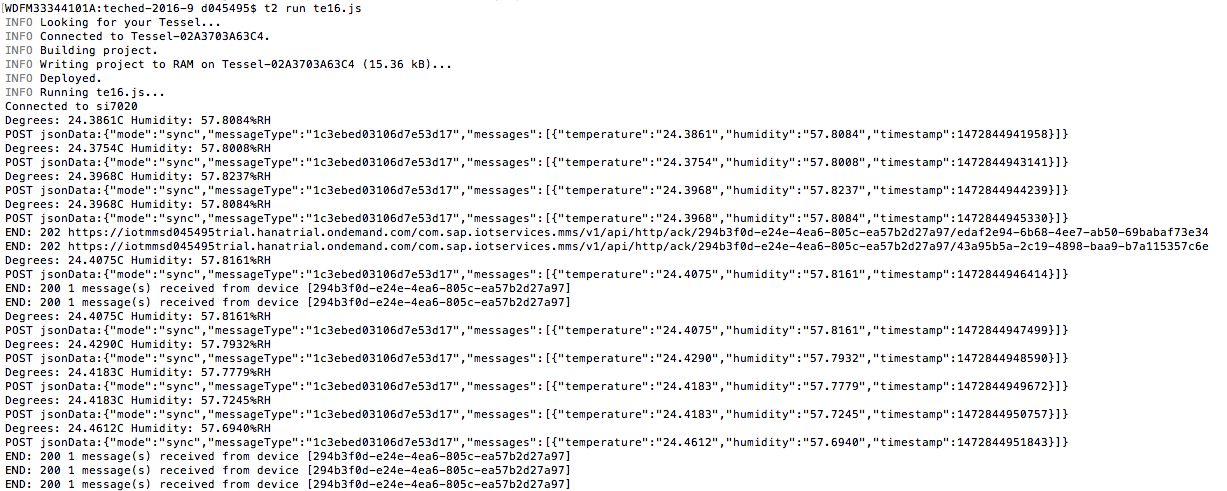 WDFM33344101A:teched-2016-9 d045495$ t2 run te16.js
INFO Looking for your Tessel...
INFO Connected to Tessel-02A3703A63C4.
INFO Building project.
INFO Writing project to RAM on Tessel-02A3703A63C4 (15.36 kB)...
INFO Deployed.
INFO Running te16.js...
Connected to si7020
Degrees: 24.3861C Humidity: 57.8084%RH
POST jsonData:{"mode":"sync","messageType":"1c3ebed03106d7e53d17","messages":[{"temperature":"24.3861","humidity":"57.8084","timestamp":1472844941958}]}
Degrees: 24.3754C Humidity: 57.8008%RH
POST jsonData:{"mode":"sync","messageType":"1c3ebed03106d7e53d17","messages":[{"temperature":"24.3754","humidity":"57.8008","timestamp":1472844943141}]}
Degrees: 24.3968C Humidity: 57.8237%RH
POST jsonData:{"mode":"sync","messageType":"1c3ebed03106d7e53d17","messages":[{"temperature":"24.3968","humidity":"57.8237","timestamp":1472844944239}]}
Degrees: 24.3968C Humidity: 57.8084%RH
POST jsonData:{"mode":"sync","messageType":"1c3ebed03106d7e53d17","messages":[{"temperature":"24.3968","humidity":"57.8084","timestamp":1472844945330}]}
END: 202 https://iotmmsd045495trial.hanatrial.ondemand.com/com.sap.iotservices.mms/v1/api/http/ack/294b3f0d-e24e-4ea6-805c-ea57b2d27a97/edaf2e94-6b68-4ee7-ab50-69babaf73e34
END: 202 https://iotmmsd045495trial.hanatrial.ondemand.com/com.sap.iotservices.mms/v1/api/http/ack/294b3f0d-e24e-4ea6-805c-ea57b2d27a97/43a95b5a-2c19-4898-baa9-b7a115357c6e
Degrees: 24.4075C Humidity: 57.8161%RH
POST jsonData:{"mode":"sync","messageType":"1c3ebed03106d7e53d17","messages":[{"temperature":"24.4075","humidity":"57.8161","timestamp":1472844946414}]}
END: 200 1 message(s) received from device [294b3f0d-e24e-4ea6-805c-ea57b2d27a97]
END: 200 1 message(s) received from device [294b3f0d-e24e-4ea6-805c-ea57b2d27a97]
Degrees: 24.4075C Humidity: 57.8161%RH
POST jsonData:{"mode":"sync","messageType":"1c3ebed03106d7e53d17","messages":[{"temperature":"24.4075","humidity":"57.8161","timestamp":1472844947499}]}
Degrees: 24.4290C Humidity: 57.7932%RH
POST jsonData:{"mode":"sync","messageType":"1c3ebed03106d7e53d17","messages":[{"temperature":"24.4290","humidity":"57.7932","timestamp":1472844948590}]}
Degrees: 24.4183C Humidity: 57.7779%RH
POST jsonData:{"mode":"sync","messageType":"1c3ebed03106d7e53d17","messages":[{"temperature":"24.4183","humidity":"57.7779","timestamp":1472844949672}]}
Degrees: 24.4183C Humidity: 57.7245%RH
POST jsonData:{"mode":"sync","messageType":"1c3ebed03106d7e53d17","messages":[{"temperature":"24.4183","humidity":"57.7245","timestamp":1472844950757}]}
Degrees: 24.4612C Humidity: 57.6940%RH
POST jsonData:{"mode":"sync","messageType":"1c3ebed03106d7e53d17","messages":[{"temperature":"24.4612","humidity":"57.6940","timestamp":1472844951843}]}
END: 200 1 message(s) received from device [294b3f0d-e24e-4ea6-805c-ea57b2d27a97]
END: 200 1 message(s) received from device [294b3f0d-e24e-4ea6-805c-ea57b2d27a97]
END: 200 1 message(s) received from device [294b3f0d-e24e-4ea6-805c-ea57b2d27a97]